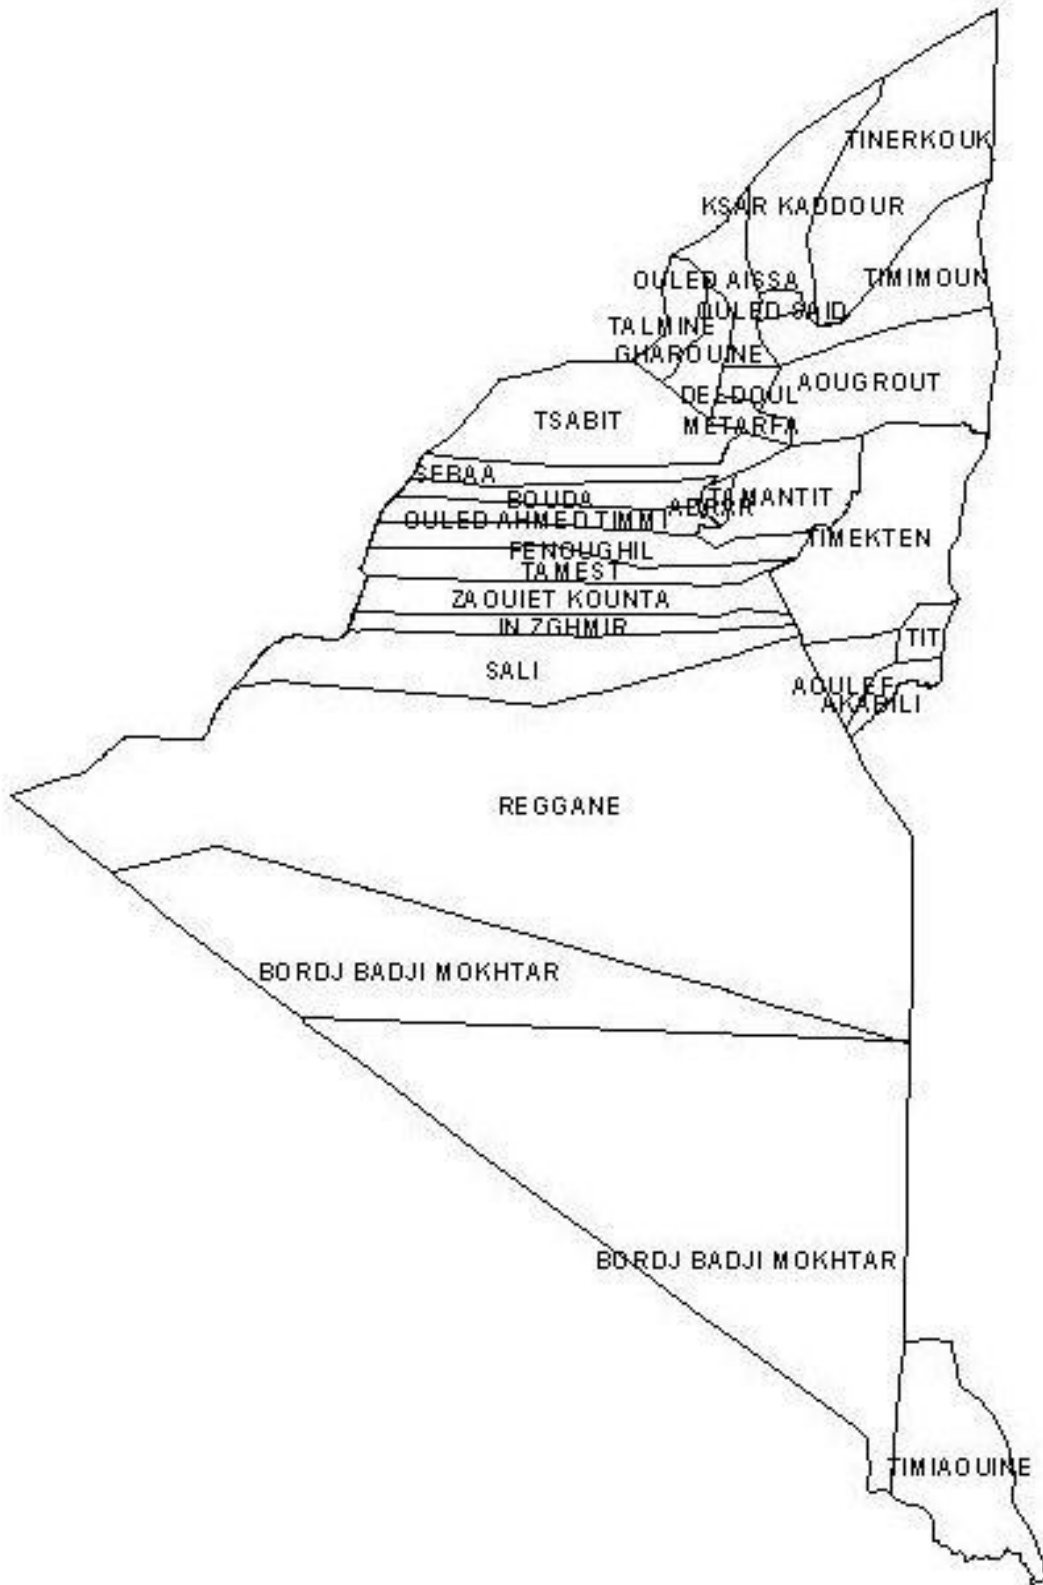 TINERKOUK
KSAR KADDOUR
TIMIMOUN
OULED AISSA
OULED SAID
TALMINE
GHAROUINE
AOUGROUT
DELDOUL
METARFA
TSABIT
SEBAA
TAMANTIT
BOUDA
ADRAR
OULED AHMED TIMMI
TIMEKTEN
FENOUGHIL
TAMEST
ZAOUIET KOUNTA
IN ZGHMIR
TIT
SALI
AOULEF
AKABILI
REGGANE
BORDJ BADJI MOKHTAR
BORDJ BADJI MOKHTAR
TIMIAOUINE